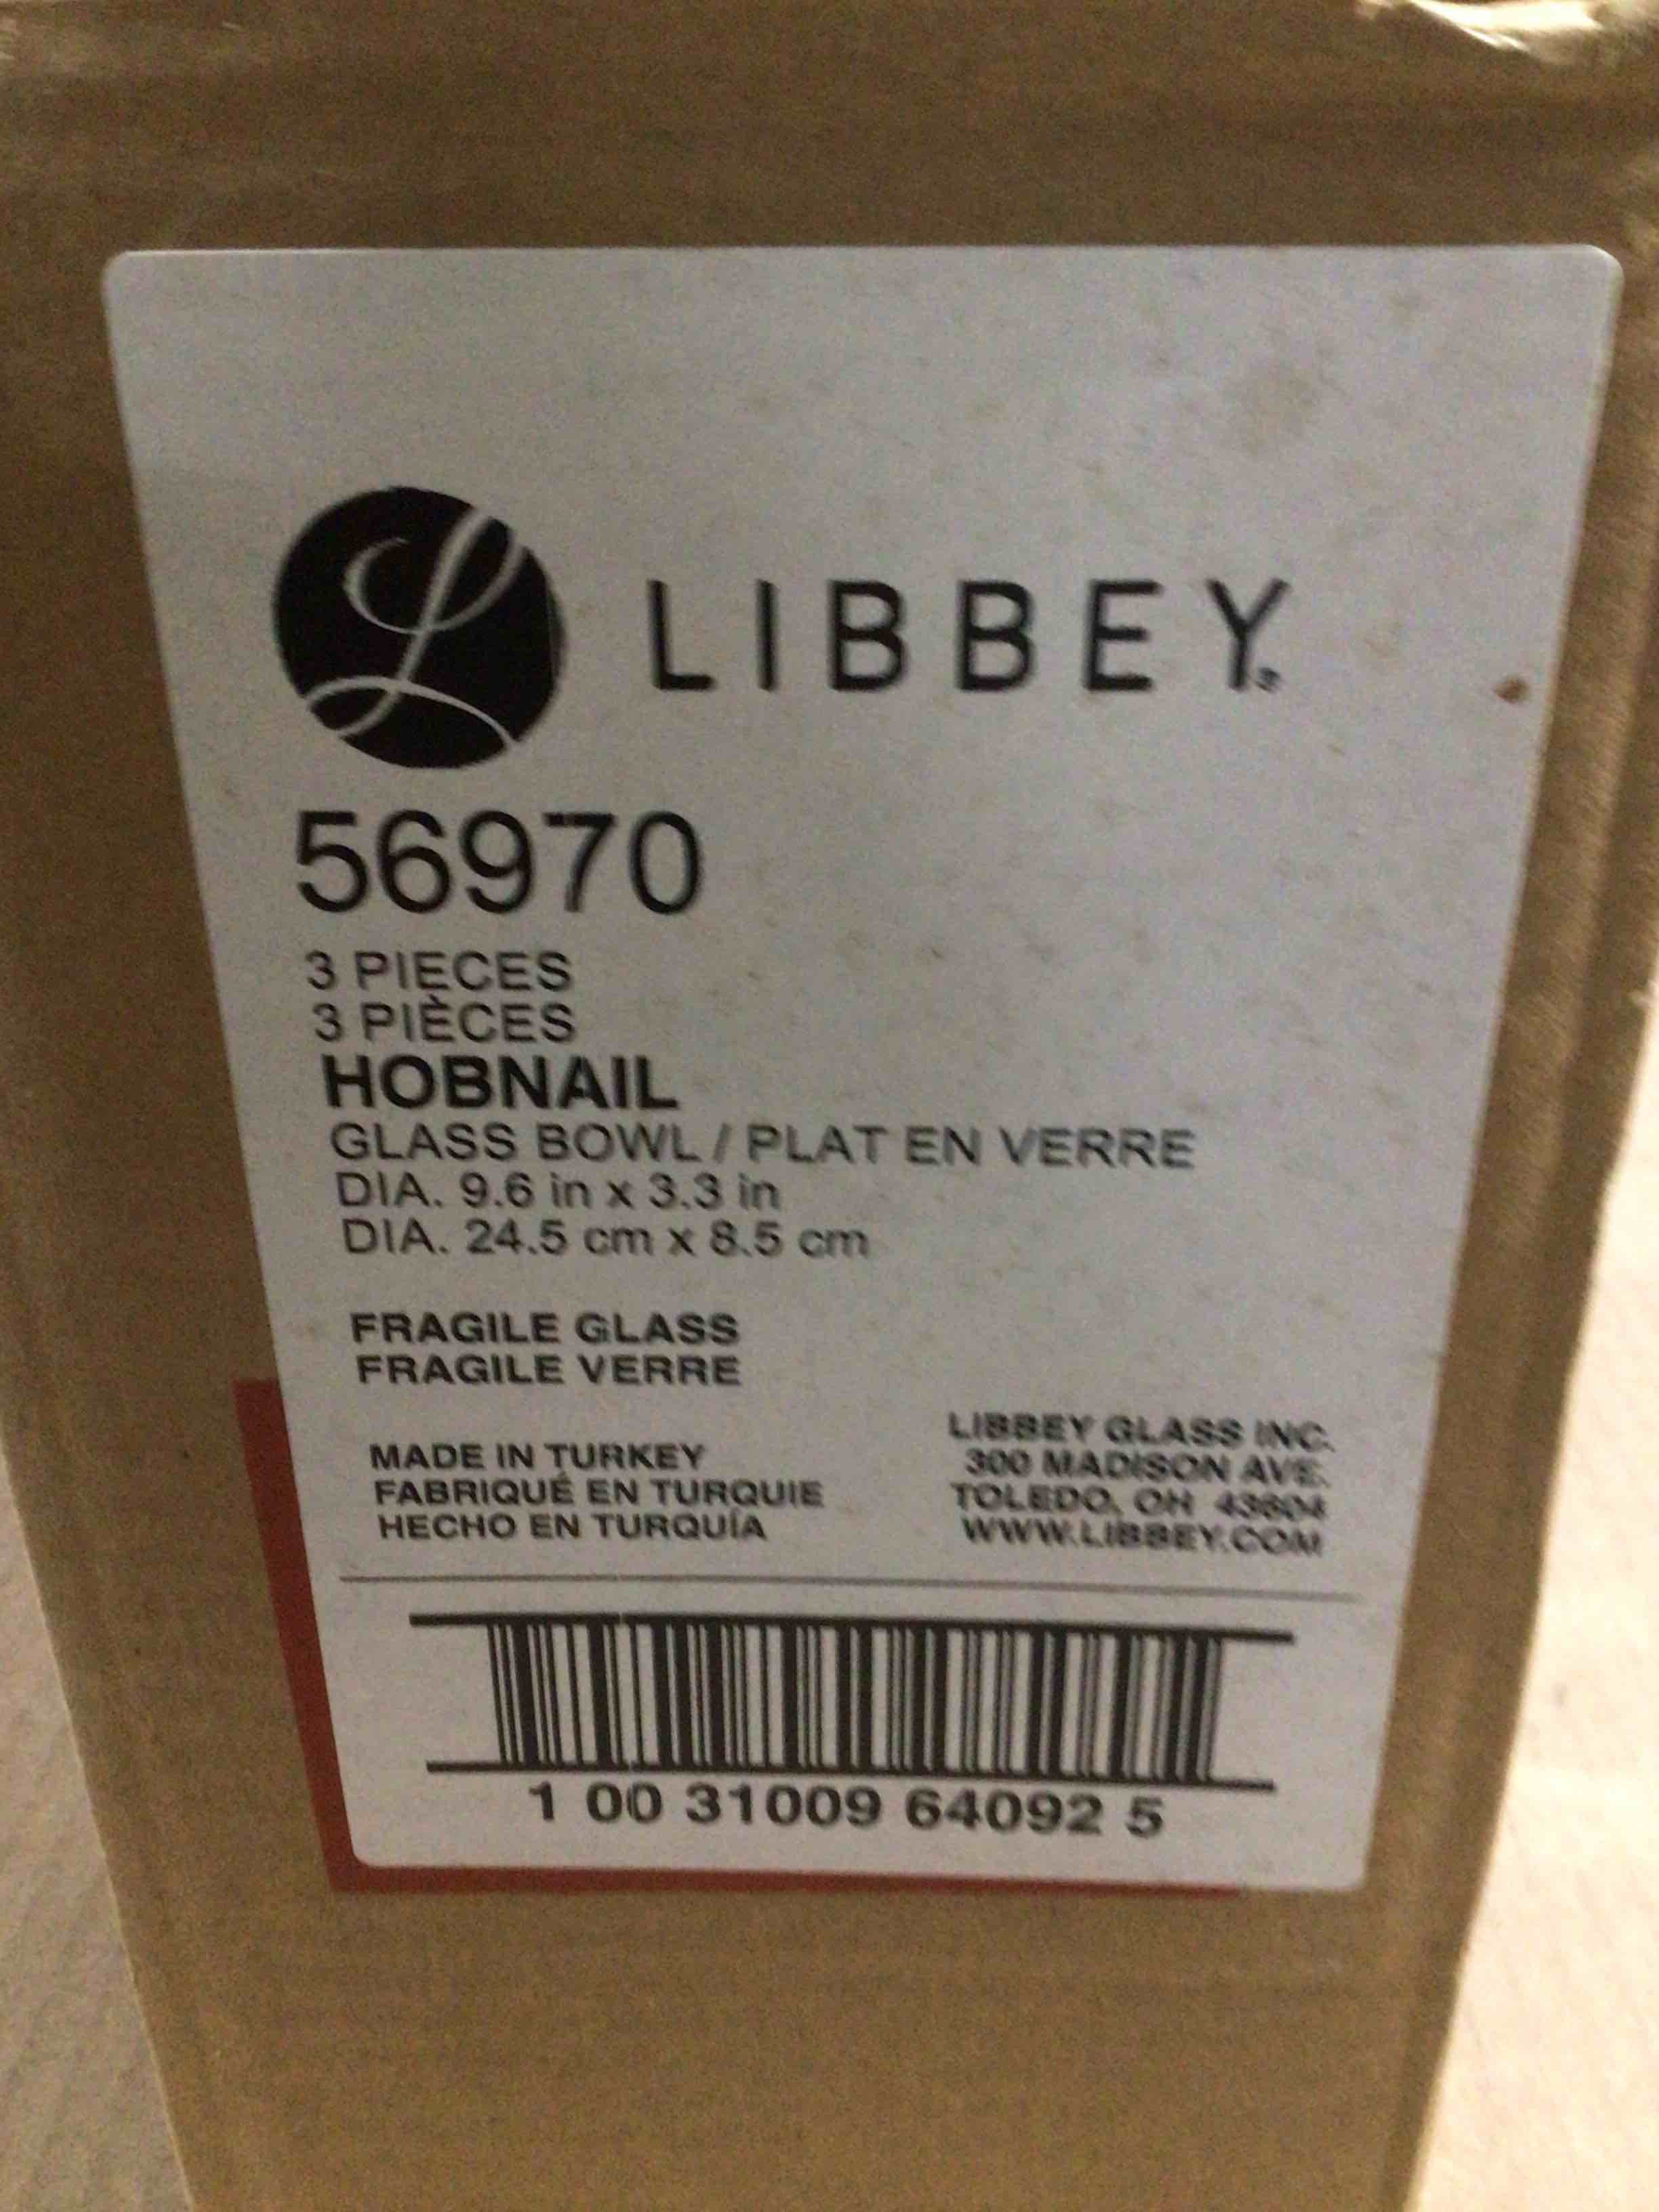 LIBBEY®
56970
3 PIECES
3 PIÈCES
HOBNAIL
GLASS BOWL / PLAT EN VERRE
DIA. 9.6 in x 3.3 in
DIA. 24.5 cm x 8.5 cm
FRAGILE GLASS
FRAGILE VERRE
MADE IN TURKEY
FABRIQUÉ EN TURQUIE
HECHO EN TURQUÍA
LIBBEY GLASS INC.
300 MADISON AVE.
TOLEDO, OH 43604
WWW.LIBBEY.COM
1 00 31009 64092 5